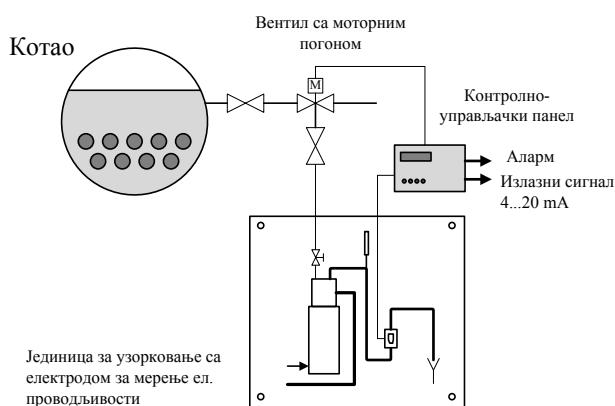 Вентил са моторним
погоном
Котао
М
Контролно-
управљачки панел
Аларм
Излазни сигнал
4...20 mA
Јединица за узорковање са
електродом за мерење ел.
проводљивости